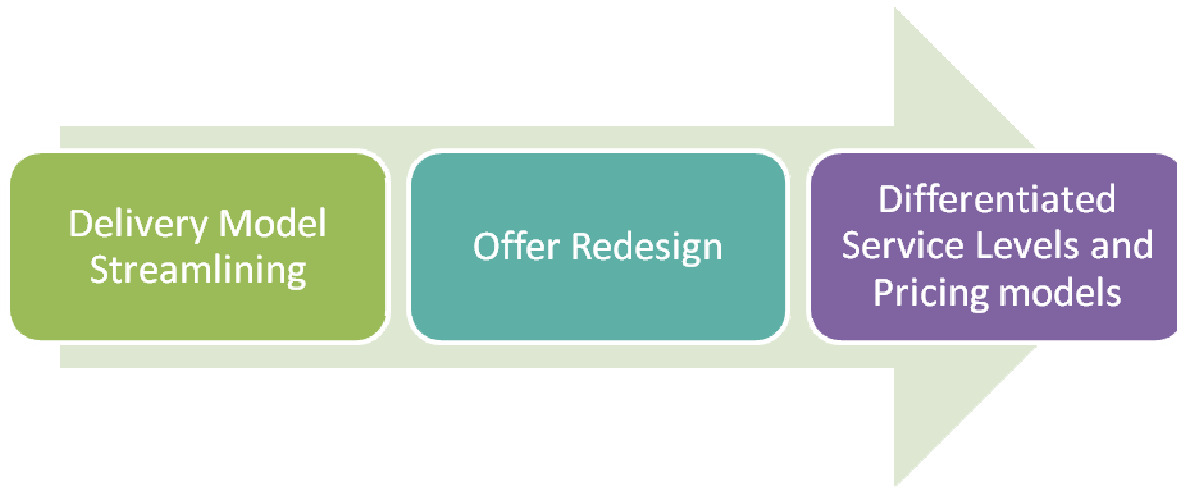 Delivery Model
Streamlining
Offer Redesign
Differentiated
Service Levels and
Pricing models